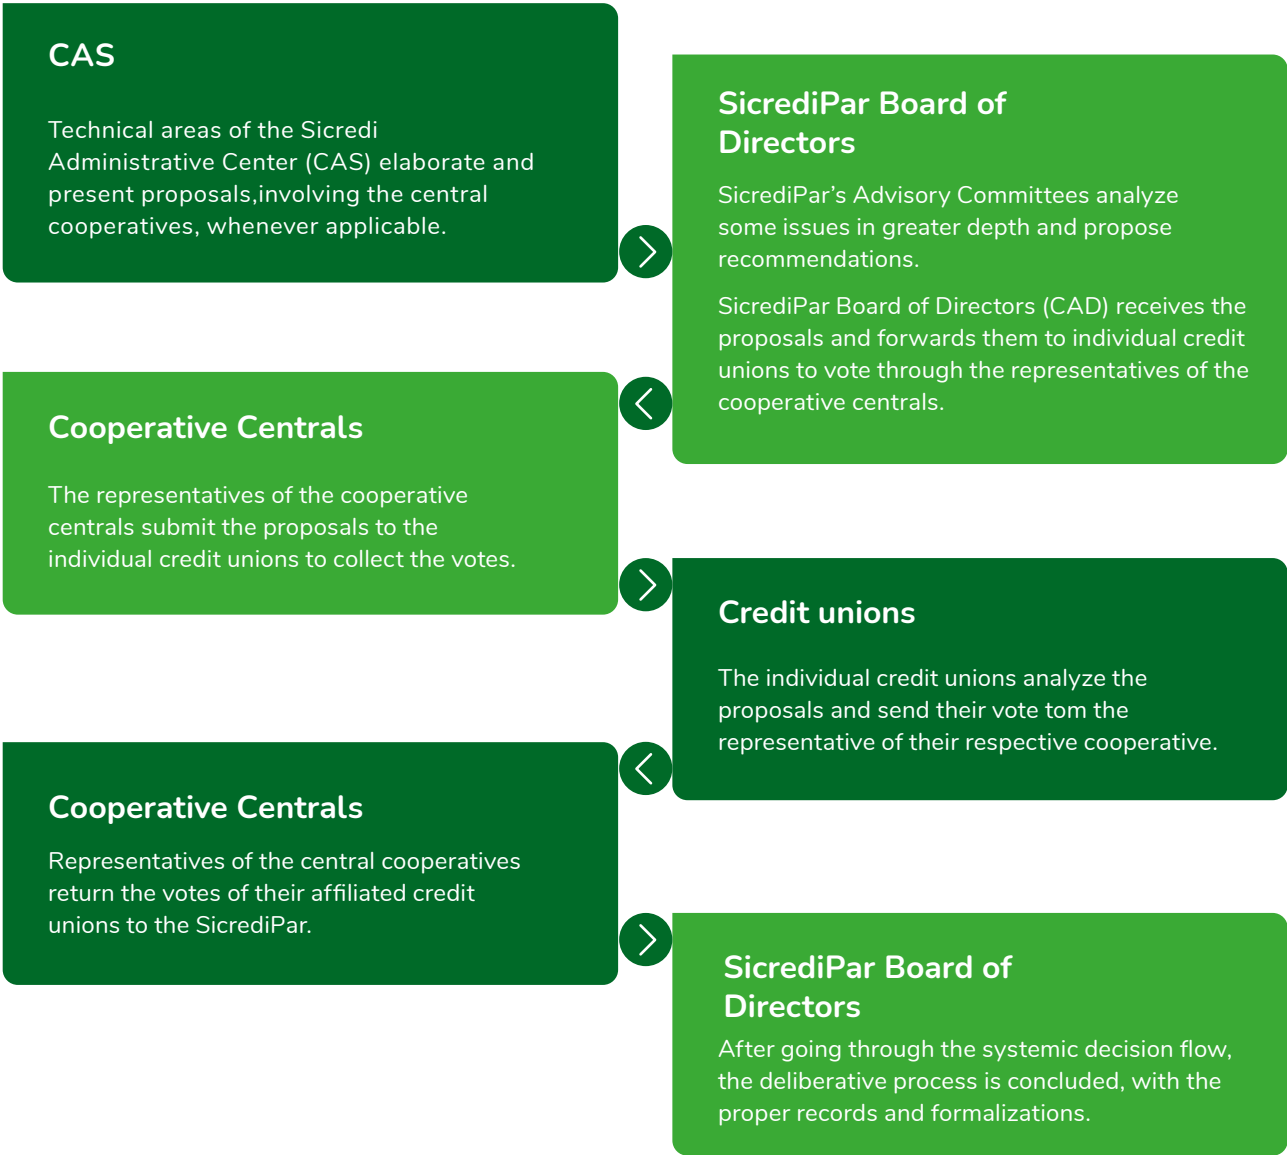 CAS
Technical areas of the Sicredi
Administrative Center (CAS) elaborate and
present proposals,involving the central
cooperatives, whenever applicable.
SicrediPar Board of
Directors
SicrediPar’s Advisory Committees analyze
some issues in greater depth and propose
recommendations.
SicrediPar Board of Directors (CAD) receives the
proposals and forwards them to individual credit
unions to vote through the representatives of the
cooperative centrals.
Cooperative Centrals
The representatives of the cooperative
centrals submit the proposals to the
individual credit unions to collect the votes.
Credit unions
The individual credit unions analyze the
proposals and send their vote tom the
representative of their respective cooperative.
Cooperative Centrals
Representatives of the central cooperatives
return the votes of their affiliated credit
unions to the SicrediPar.
SicrediPar Board of
Directors
After going through the systemic decision flow,
the deliberative process is concluded, with the
proper records and formalizations.